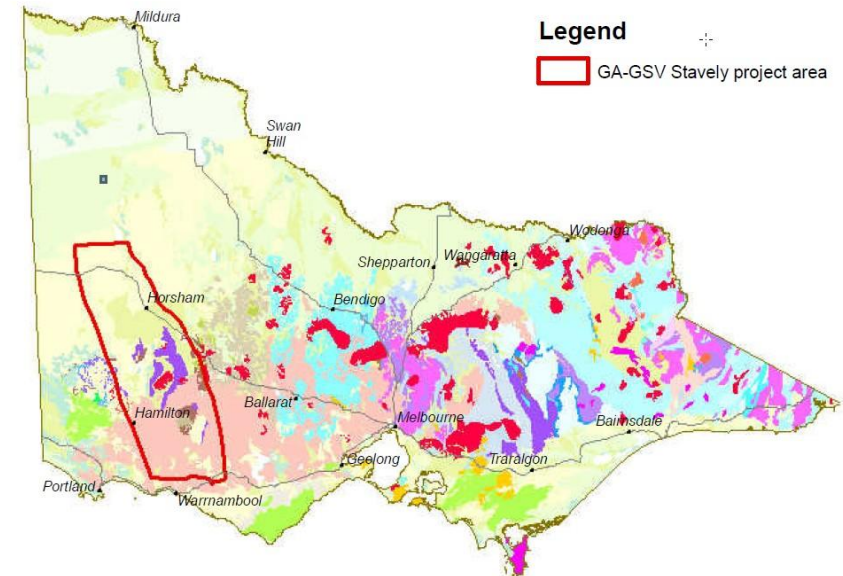 Mildura
Legend
GA-GSV Stavely project area
Swan
Hill
Wodonga
Shepparton
Wangaratta
Horsham
Bendigo
Ballarat
Hamilton
Melbourne
Bairnsdale
Geelong
Traralgon
Portland
Warrnambool